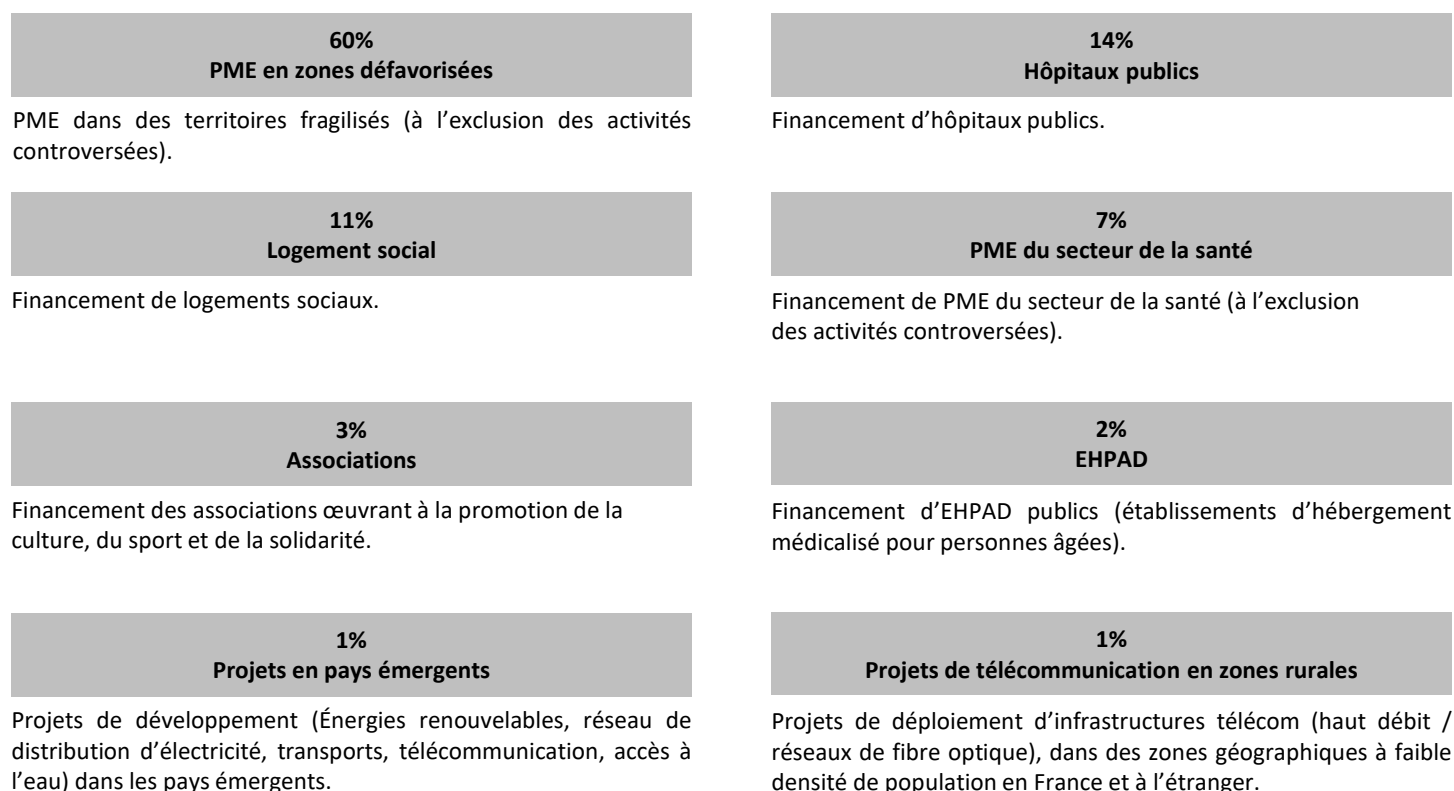 60%
PME en zones défavorisées
PME dans des territoires fragilisés (à l’exclusion des activités
controversées).
14%
Hôpitaux publics
Financement d’hôpitaux publics.
11%
Logement social
Financement de logements sociaux.
7%
PME du secteur de la santé
Financement de PME du secteur de la santé (à l’exclusion
des activités controversées).
3%
Associations
Financement des associations œuvrant à la promotion de la
culture, du sport et de la solidarité.
2%
EHPAD
Financement d’EHPAD publics (établissements d’hébergement
médicalisé pour personnes âgées).
1%
Projets en pays émergents
Projets de développement (Énergies renouvelables, réseau de
distribution d’électricité, transports, télécommunication, accès à
l’eau) dans les pays émergents.
1%
Projets de télécommunication en zones rurales
Projets de déploiement d’infrastructures télécom (haut débit /
réseaux de fibre optique), dans des zones géographiques à faible
densité de population en France et à l’étranger.